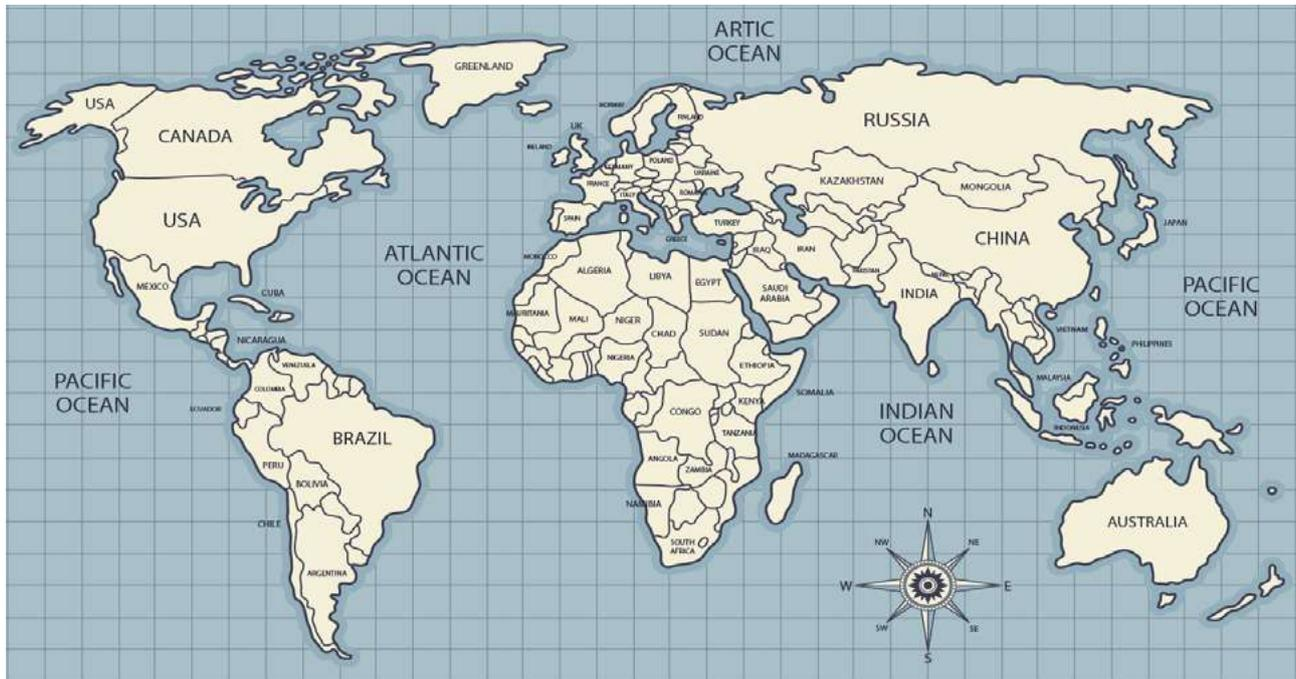 ARTIC
OCEAN
GREENLAND
USA
CANADA
USA
MEXICO
CUBA
NICARAGUA
VENEZUELA
COLOMBIA
ECUADOR
BRAZIL
PERU
BOLIVIA
CHILE
ARGENTINA
PACIFIC
OCEAN
ATLANTIC
OCEAN
NORWAY
FINLAND
UK
IRELAND
GERMANY
POLAND
FRANCE
UKRAINE
ROMANIA
ITALY
SPAIN
GREECE
TURKEY
RUSSIA
KAZAKHSTAN
MONGOLIA
CHINA
JAPAN
IRAQ
IRAN
PAKISTAN
NEPAL
INDIA
SAUDI
ARABIA
MOROCCO
ALGERIA
LIBYA
EGYPT
MAURITANIA
MALI
NIGER
CHAD
SUDAN
NIGERIA
ETHIOPIA
SOMALIA
KENYA
CONGO
TANZANIA
ANGOLA
ZAMBIA
MADAGASCAR
NAMIBIA
SOUTH
AFRICA
VIETNAM
PHILIPPINES
MALAYSIA
INDONESIA
PACIFIC
OCEAN
INDIAN
OCEAN
AUSTRALIA
N
NW
NE
W
E
SW
SE
S